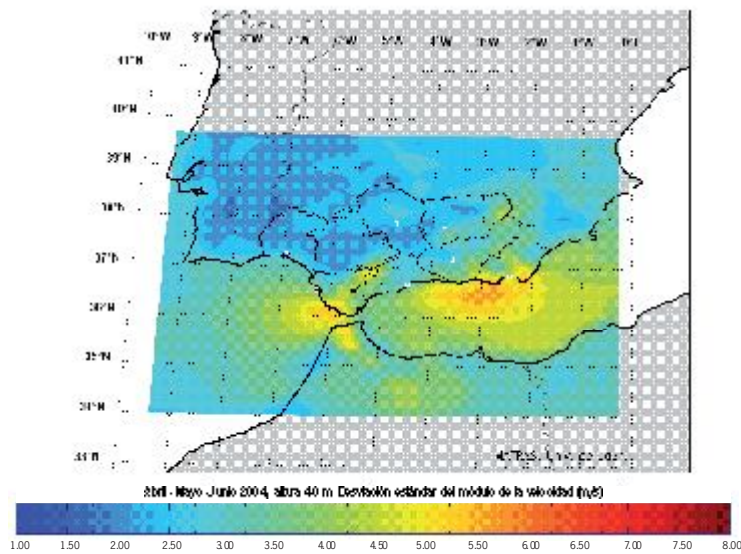 10°W 9°W 8°W 7°W 6°W 5°W 4°W 3°W 2°W 1°W
41°N
40°N
39°N
38°N
37°N
36°N
35°N
34°N
33°N
Abril - Mayo - Junio 2004, altura 40 m Desviación estándar del módulo de la velocidad (m/s)
1.00 1.50 2.00 2.50 3.00 3.50 4.00 4.50 5.00 5.50 6.00 6.50 7.00 7.50 8.00